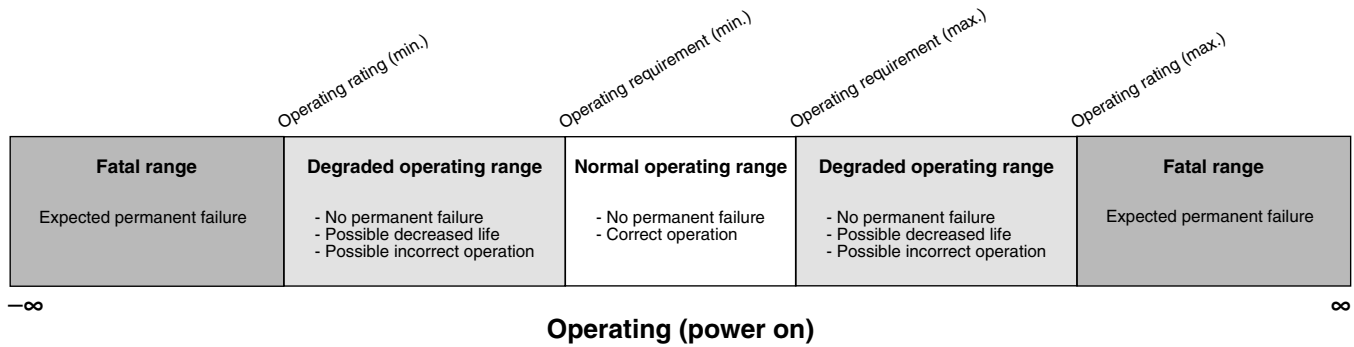 Operating rating (min.)
Operating requirement (min.)
Operating requirement (max.)
Operating rating (max.)
Fatal range
Expected permanent failure
Degraded operating range
- No permanent failure
- Possible decreased life
- Possible incorrect operation
Normal operating range
- No permanent failure
- Correct operation
Degraded operating range
- No permanent failure
- Possible decreased life
- Possible incorrect operation
Fatal range
Expected permanent failure
–∞
∞
Operating (power on)